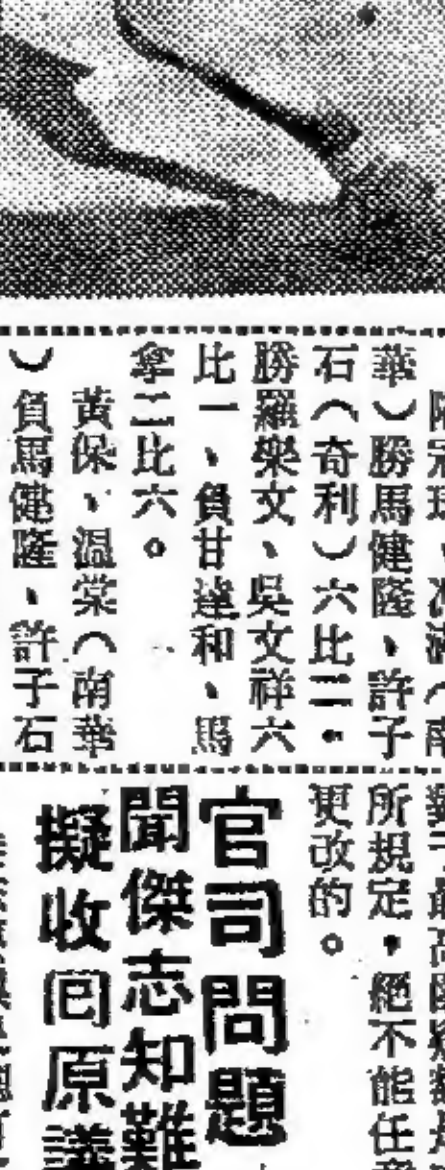 華）勝馬健隆、許子
石（奇利）六比二。
勝羅樂文、吳文祥六
比一、負甘達和、馬
拿二比六。
黃保、溫棠（南華
）負馬健隆、許子石
所規定，絕不能任意
更改的。
官司問題
聞傑志知難
擬收回原議